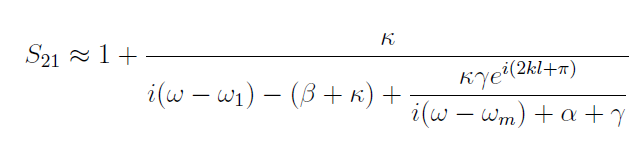 S_{21} \approx 1 + \frac{\kappa}{i(\omega - \omega_1) - (\beta + \kappa) + \frac{\kappa\gamma e^{i(2kl+\pi)}}{i(\omega - \omega_m) + \alpha + \gamma}}